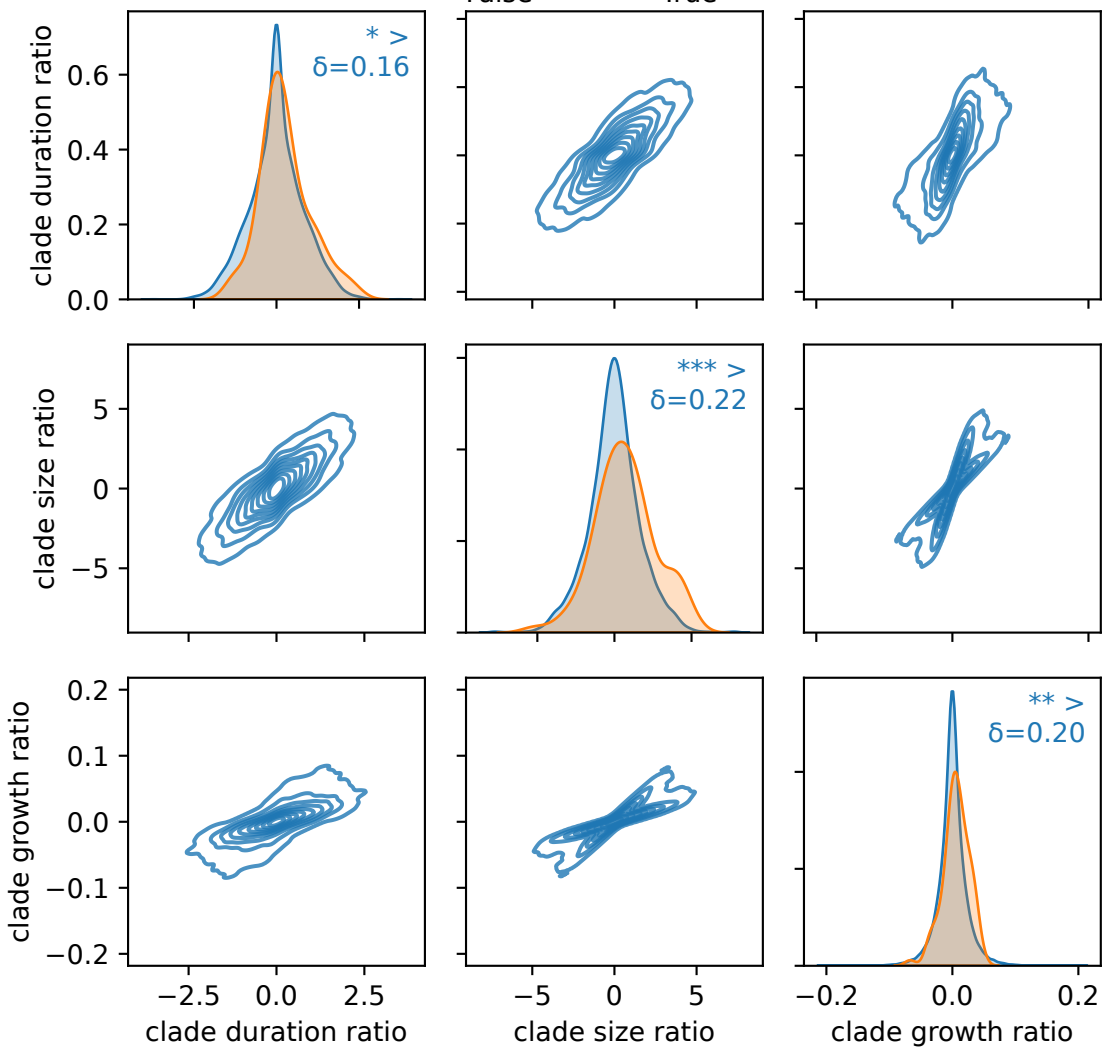 True
clade duration ratio
0.6
0.4
0.2
0.0
* >
δ=0.16
clade size ratio
5
0
−5
*** >
δ=0.22
clade growth ratio
0.2
0.1
0.0
−0.1
−0.2
** >
δ=0.20
−2.5 0.0 2.5
−5 0 5
−0.2 0.0 0.2
clade duration ratio
clade size ratio
clade growth ratio